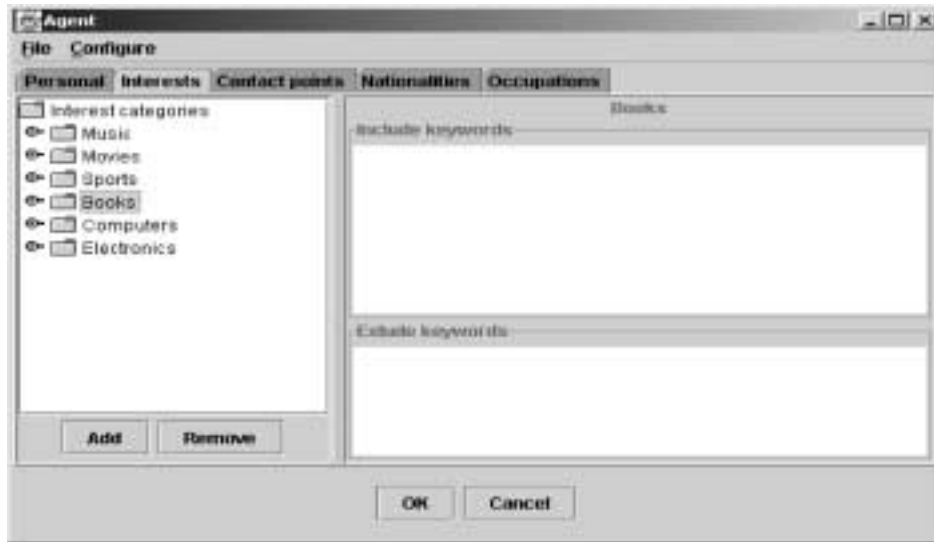 Agent
File Configure
Personal Interests Contact points Nationalities Occupations
Interest categories
Music
Movies
Sports
Books
Computers
Electronics
Add Remove
Books
Include keywords
Exlude keywords
OK Cancel